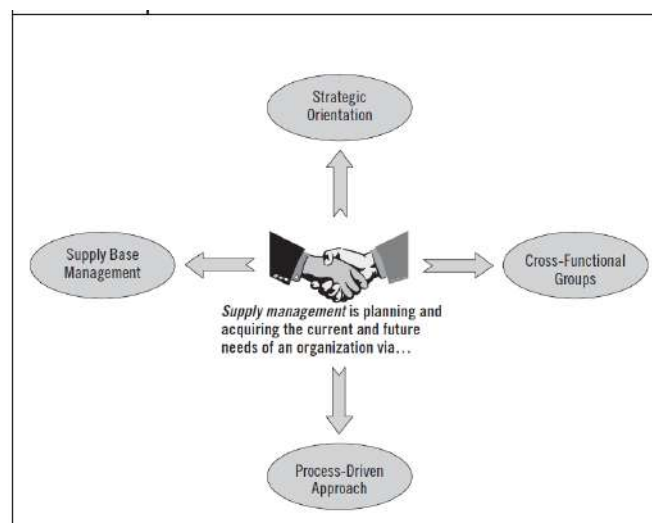 Strategic
Orientation
Supply Base
Management
Cross-Functional
Groups
Supply management is planning and
acquiring the current and future
needs of an organization via...
Process-Driven
Approach